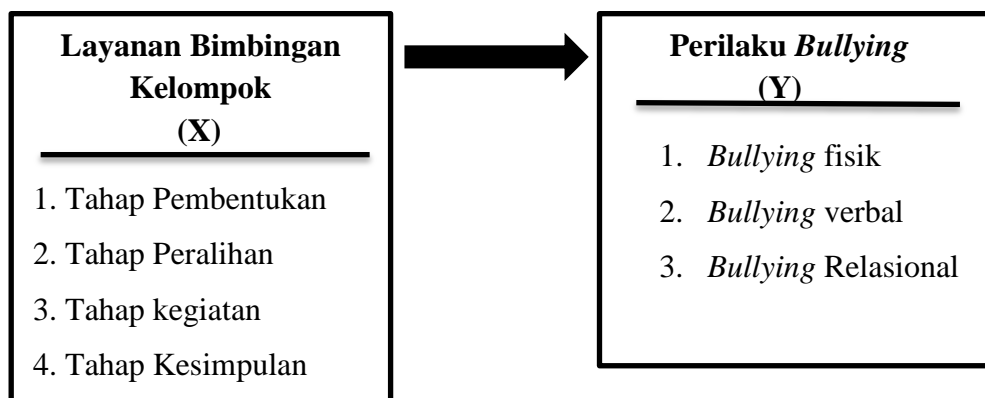 Layanan Bimbingan
Kelompok
(X)
1. Tahap Pembentukan
2. Tahap Peralihan
3. Tahap kegiatan
4. Tahap Kesimpulan
Perilaku Bullying
(Y)
1. Bullying fisik
2. Bullying verbal
3. Bullying Relasional